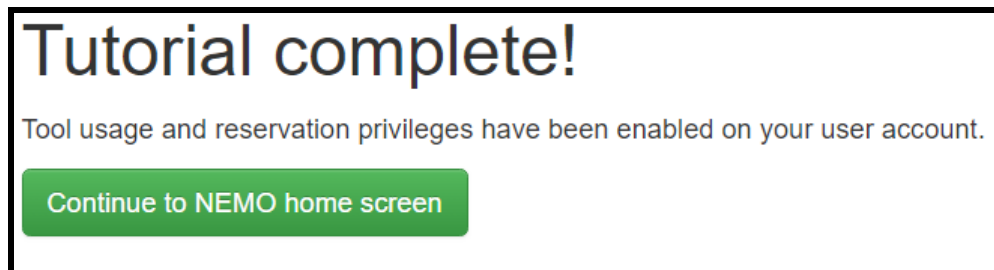 Tutorial complete!
Tool usage and reservation privileges have been enabled on your user account.
Continue to NEMO home screen